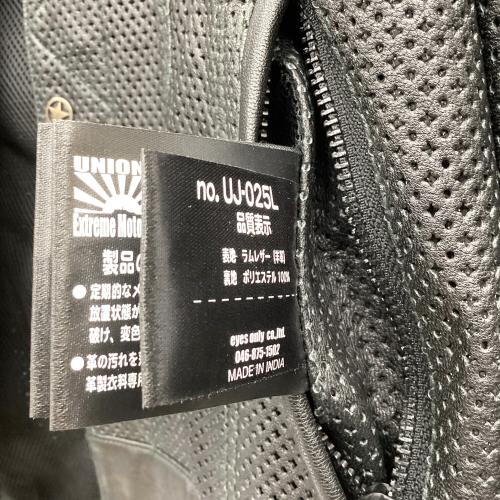 UNION
Extreme Moto
製品の
● 定期的なメ
放置状態が
破け、変色
● 革の汚れを
革製衣料専用
no. UJ-025L
品質表示
表地 ラムレザー (羊革)
裏地 ポリエステル 100%
eyes only co.,ltd.
046-875-1502
MADE IN INDIA